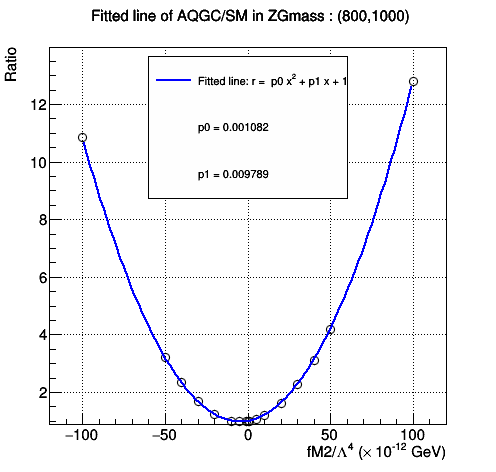 Fitted line of AQGC/SM in ZGmass : (800,1000)
Ratio
Fitted line: r = p0 x² + p1 x + 1
p0 = 0.001082
p1 = 0.009789
12
10
8
6
4
2
−100 −50 0 50 100
fM2/Λ⁴ (× 10⁻¹² GeV)